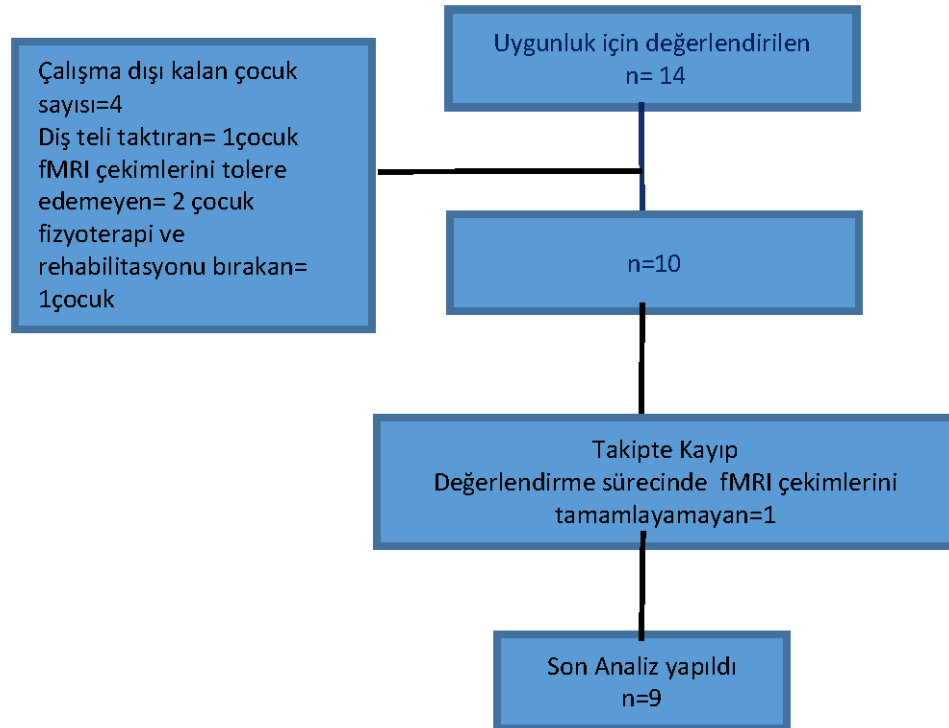 Uygunluk için değerlendirilen
n= 14
Çalışma dışı kalan çocuk
sayısı=4
Diş teli taktıran= 1çocuk
fMRI çekimlerini tolere
edemeyen= 2 çocuk
fizyoterapi ve
rehabilitasyonu bırakan=
1çocuk
n=10
Takipte Kayıp
Değerlendirme sürecinde fMRI çekimlerini
tamamlayamayan=1
Son Analiz yapıldı
n=9